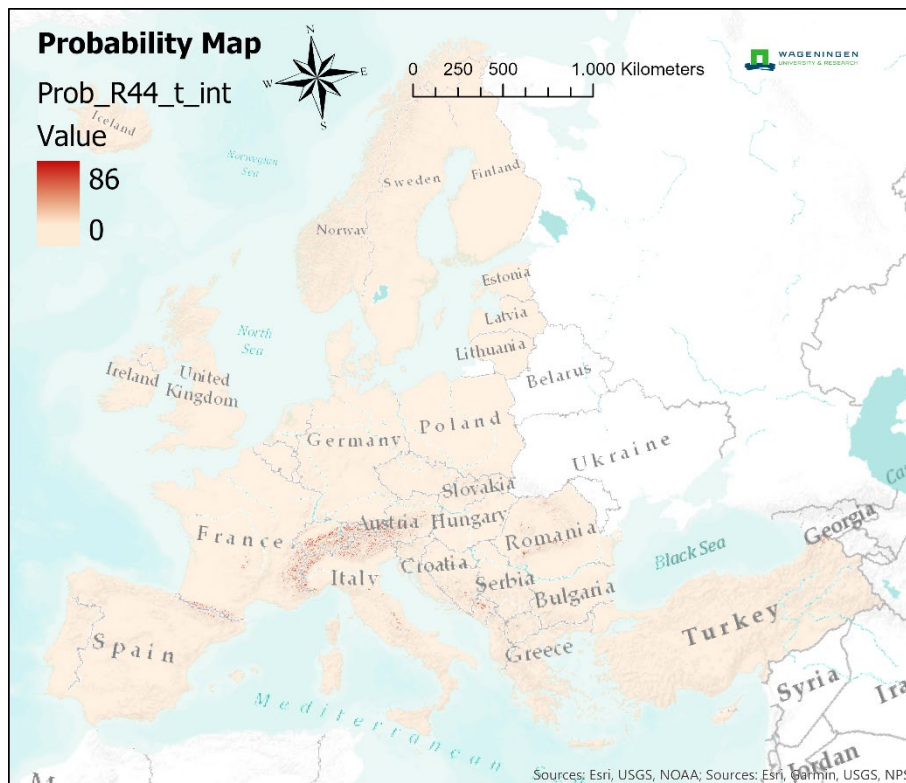 Probability Map
Prob_R44_t_int
Value
86
0
N
W
E
S
0 250 500 1.000 Kilometers
WAGENINGEN
UNIVERSITY & RESEARCH
Iceland
Norwegian
Sea
Sweden
Finland
Norway
Estonia
Latvia
Lithuania
North
Sea
Ireland
United
Kingdom
Belarus
Poland
Germany
Ukraine
Slovakia
Austria
Hungary
France
Romania
Croatia
Italy
Serbia
Bulgaria
Black Sea
Georgia
Cas
Spain
Greece
Turkey
Syria
Ira
Mediterranean
Jordan
M
Sources: Esri, USGS, NOAA; Sources: Esri, Garmin, USGS, NPS